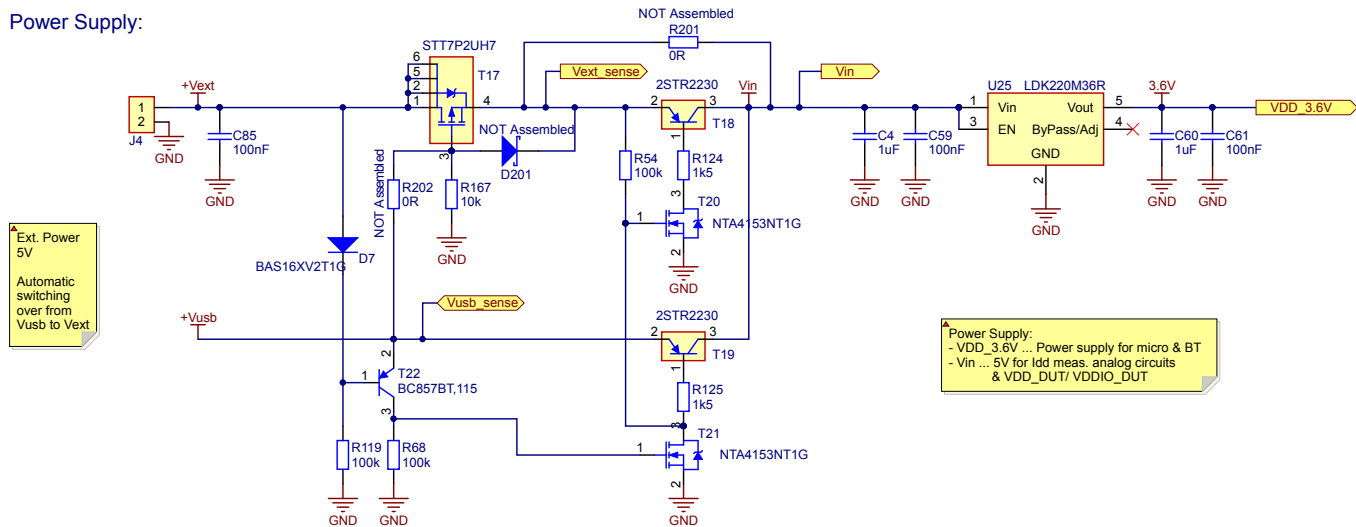 Power Supply:
NOT Assembled
R201
0R
STT7P2UH7
6
5
2
1
T17
4
3
+Vext
Vext_sense
2STR2230
2
3
1
T18
Vin
Vin
U25
LDK220M36R
1
Vin
Vout
5
3
EN
ByPass/Adj
4
GND
2
GND
3.6V
VDD_3.6V
1
2
J4
GND
C85
100nF
GND
NOT Assembled
D201
NOT Assembled
R202
0R
R167
10k
GND
R54
100k
R124
1k5
3
T20
1
NTA4153NT1G
2
GND
C4
1uF
GND
C59
100nF
GND
C60
1uF
GND
C61
100nF
GND
Ext. Power
5V
Automatic
switching
over from
Vusb to Vext
D7
BAS16XV2T1G
+Vusb
Vusb_sense
2STR2230
2
3
1
T19
2
T22
1
BC857BT,115
3
R125
1k5
3
T21
1
NTA4153NT1G
2
GND
R119
100k
GND
R68
100k
GND
Power Supply:
- VDD_3.6V ... Power supply for micro & BT
- Vin ... 5V for Idd meas. analog circuits
& VDD_DUT/ VDDIO_DUT